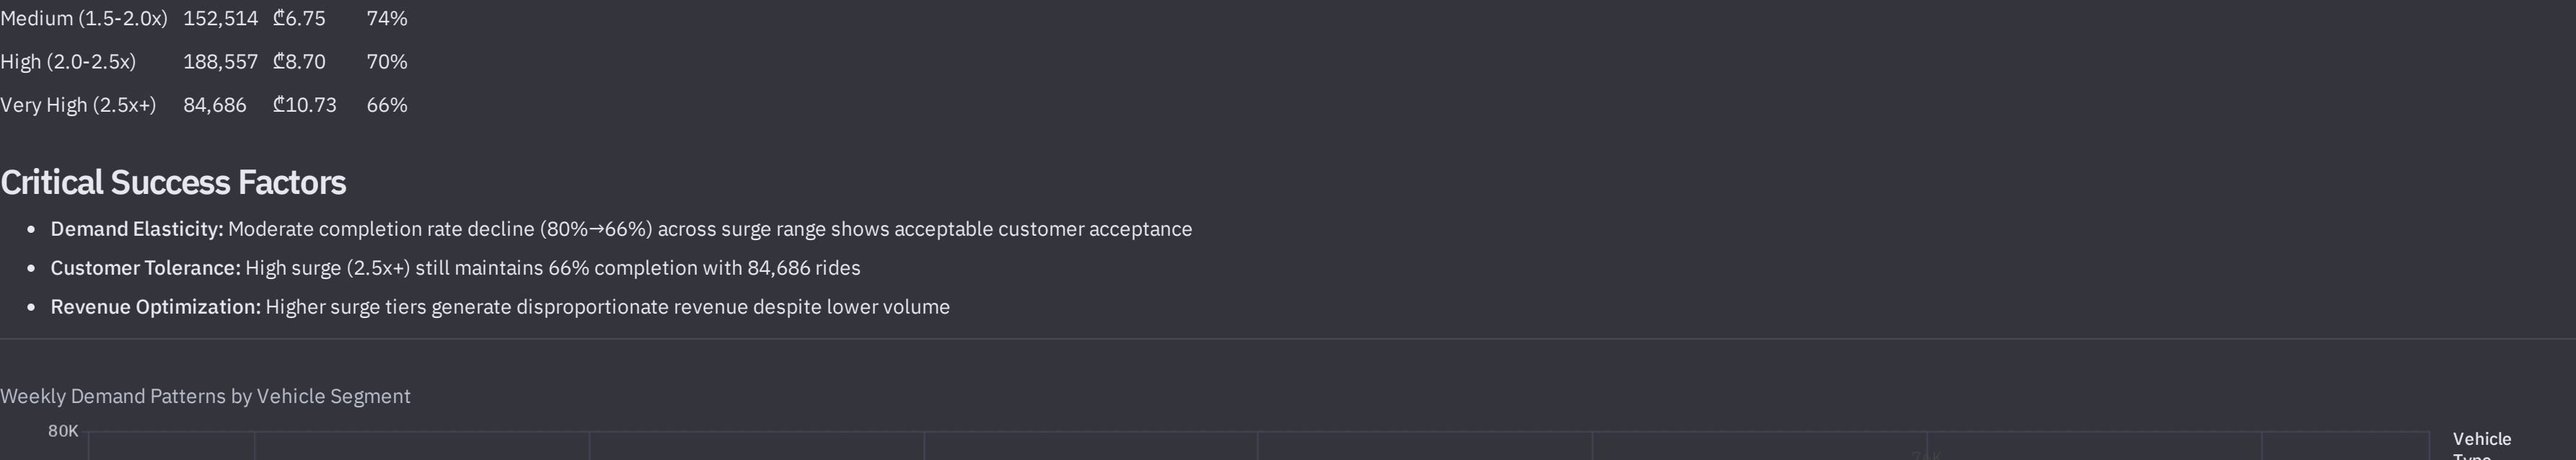 Medium (1.5-2.0x) 152,514 ₾6.75 74%
High (2.0-2.5x) 188,557 ₾8.70 70%
Very High (2.5x+) 84,686 ₾10.73 66%
Critical Success Factors
• Demand Elasticity: Moderate completion rate decline (80%→66%) across surge range shows acceptable customer acceptance
• Customer Tolerance: High surge (2.5x+) still maintains 66% completion with 84,686 rides
• Revenue Optimization: Higher surge tiers generate disproportionate revenue despite lower volume
Weekly Demand Patterns by Vehicle Segment
80K
Vehicle
Type